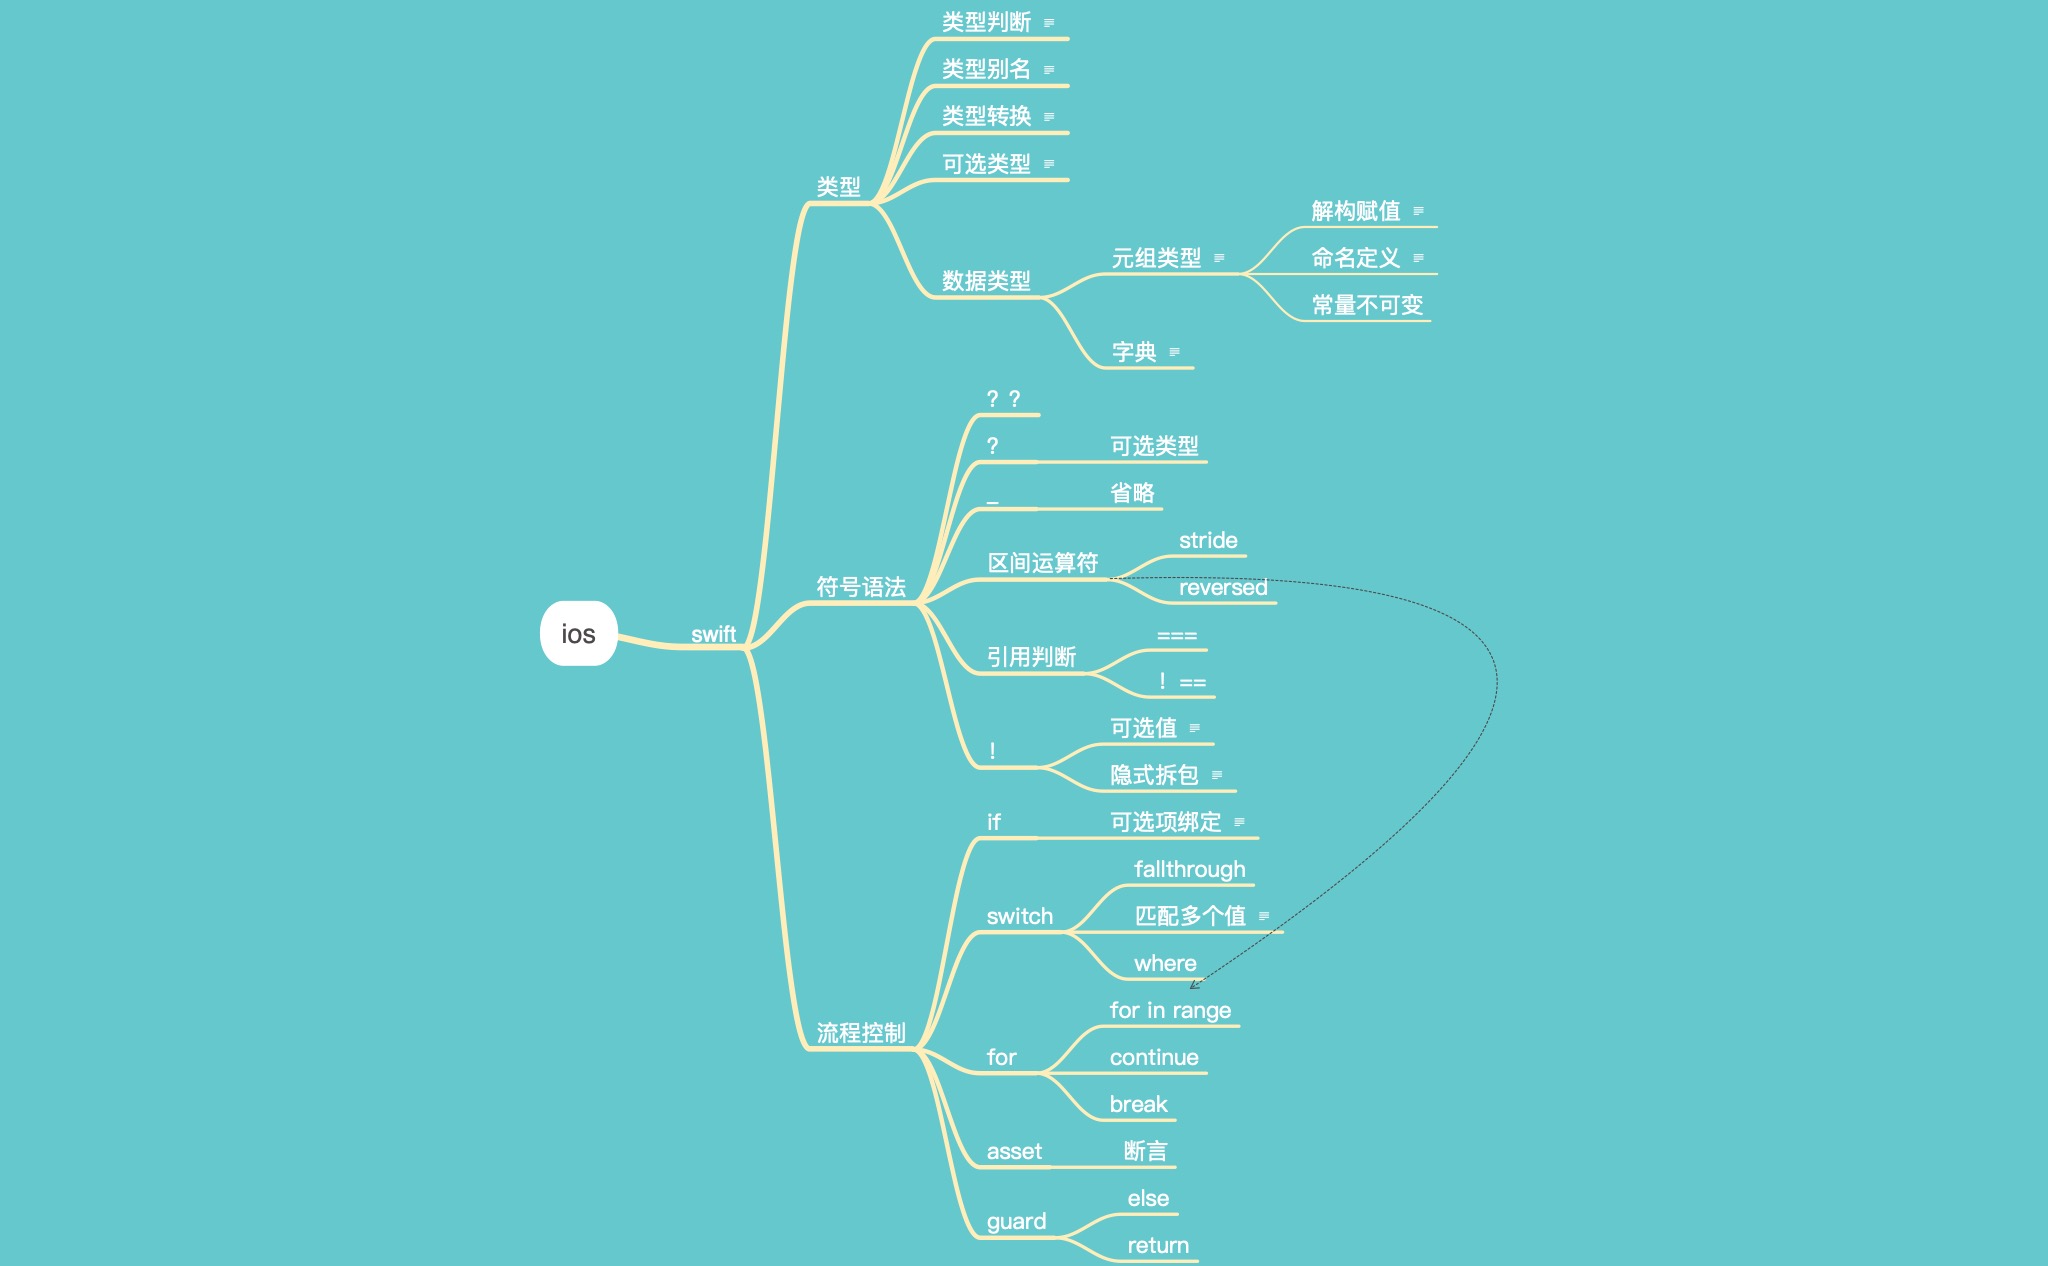 ios
swift
类型
类型判断
类型别名
类型转换
可选类型
数据类型
元组类型
解构赋值
命名定义
常量不可变
字典
符号语法
？？
？
可选类型
_
省略
区间运算符
stride
reversed
引用判断
===
！==
！
可选值
隐式拆包
流程控制
if
可选项绑定
switch
fallthrough
匹配多个值
where
for
for in range
continue
break
asset
断言
guard
else
return